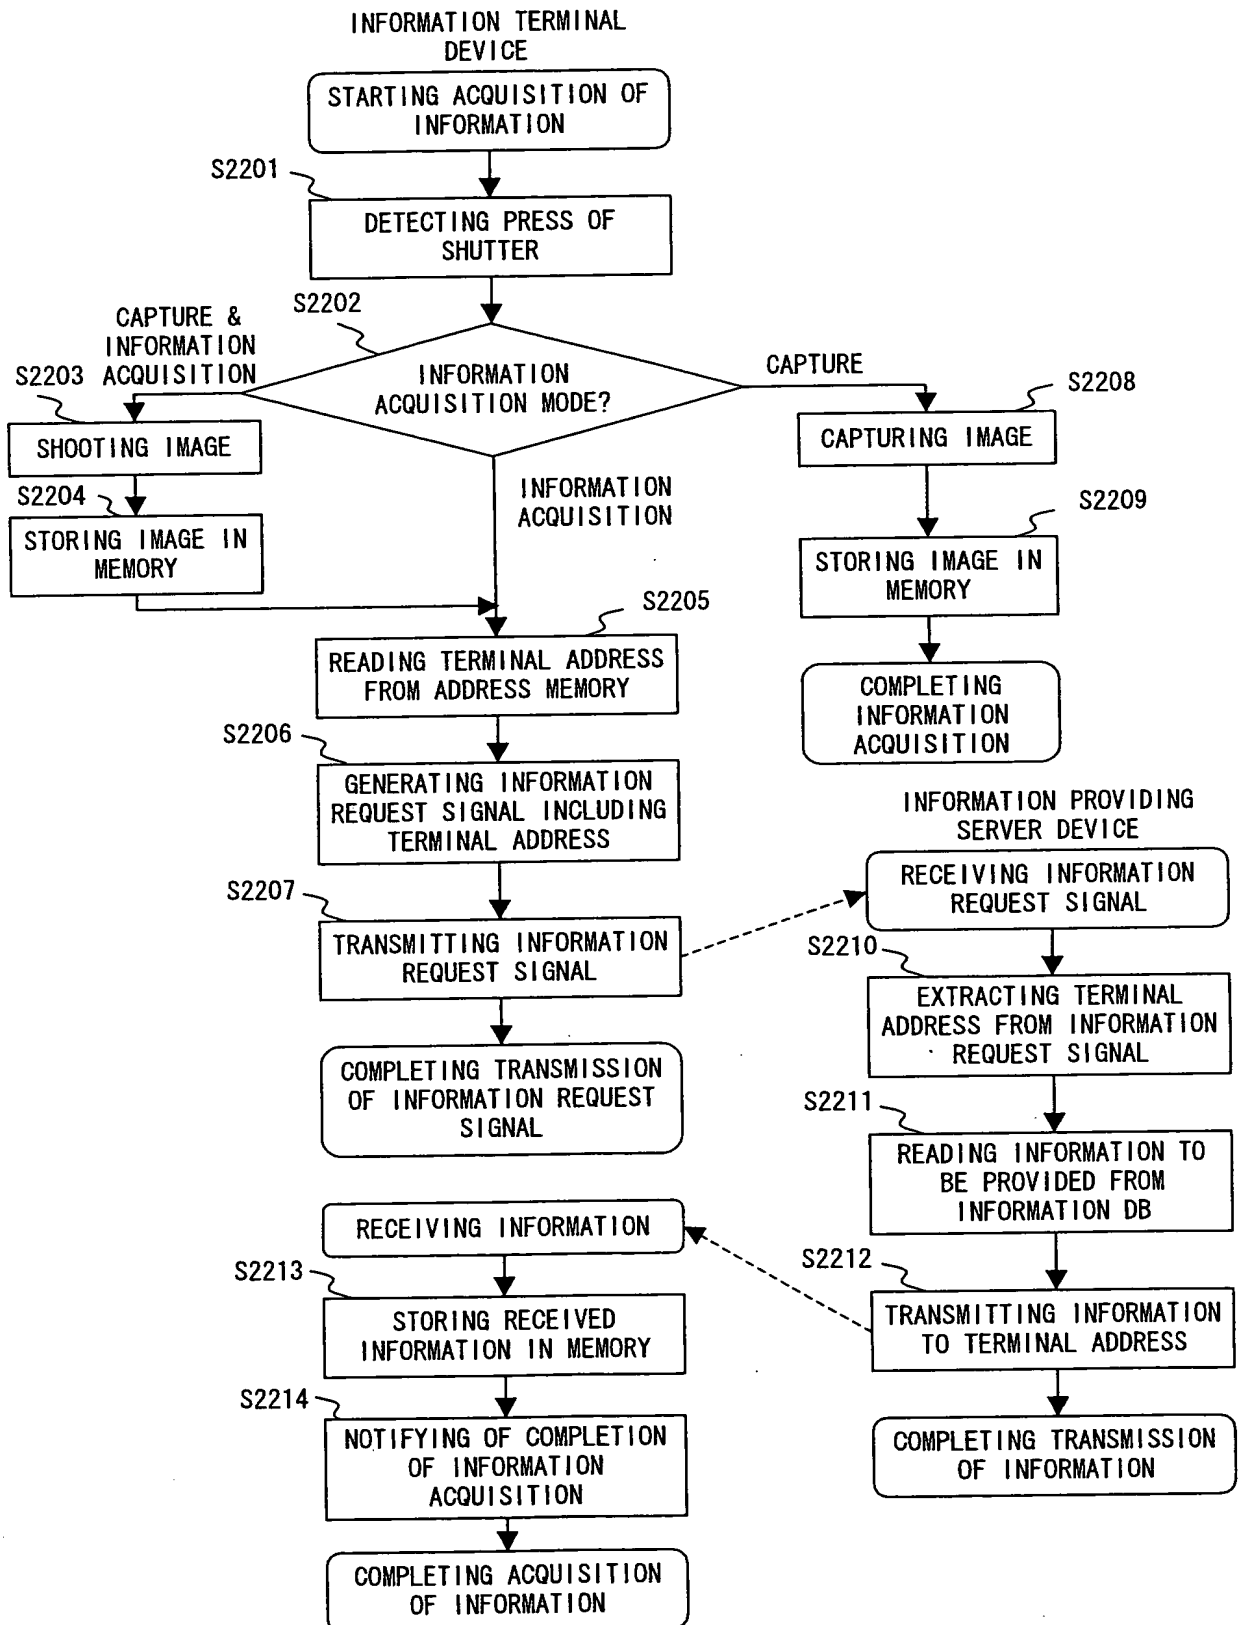 INFORMATION TERMINAL
DEVICE
STARTING ACQUISITION OF
INFORMATION
S2201
DETECTING PRESS OF
SHUTTER
S2202
CAPTURE &
INFORMATION
ACQUISITION
S2203
INFORMATION
ACQUISITION MODE?
CAPTURE
S2208
SHOOTING IMAGE
CAPTURING IMAGE
S2204
INFORMATION
ACQUISITION
S2209
STORING IMAGE IN
MEMORY
STORING IMAGE IN
MEMORY
S2205
READING TERMINAL ADDRESS
FROM ADDRESS MEMORY
COMPLETING
INFORMATION
ACQUISITION
S2206
GENERATING INFORMATION
REQUEST SIGNAL INCLUDING
TERMINAL ADDRESS
INFORMATION PROVIDING
SERVER DEVICE
RECEIVING INFORMATION
REQUEST SIGNAL
S2207
TRANSMITTING INFORMATION
REQUEST SIGNAL
S2210
EXTRACTING TERMINAL
ADDRESS FROM INFORMATION
REQUEST SIGNAL
COMPLETING TRANSMISSION
OF INFORMATION REQUEST
SIGNAL
S2211
READING INFORMATION TO
BE PROVIDED FROM
INFORMATION DB
RECEIVING INFORMATION
S2212
TRANSMITTING INFORMATION
TO TERMINAL ADDRESS
S2213
STORING RECEIVED
INFORMATION IN MEMORY
S2214
NOTIFYING OF COMPLETION
OF INFORMATION
ACQUISITION
COMPLETING TRANSMISSION
OF INFORMATION
COMPLETING ACQUISITION
OF INFORMATION